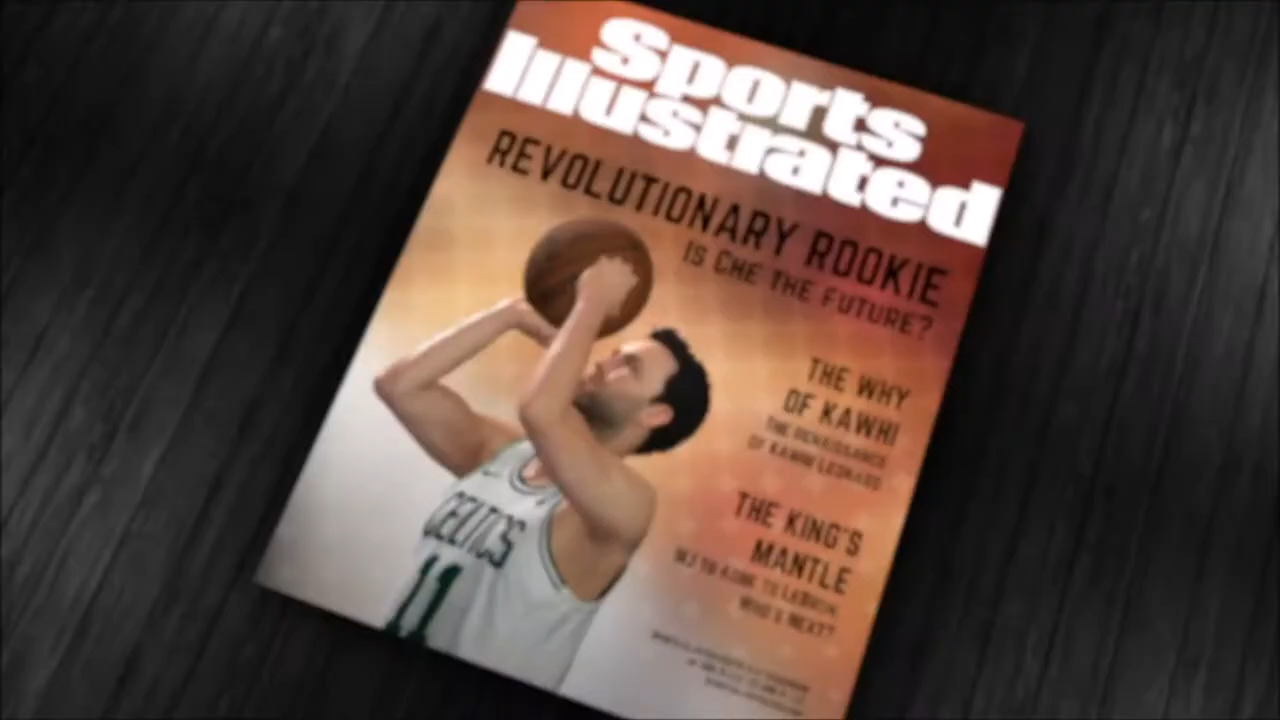 Sports
Illustrated
REVOLUTIONARY ROOKIE
IS CHE THE FUTURE?
THE WHY
OF KAWHI
THE RENAISSANCE
OF KAWHI LEONARD
THE KING'S
MANTLE
MJ TO KOBE TO LEBRON
WHO'S NEXT?
CELTICS
11